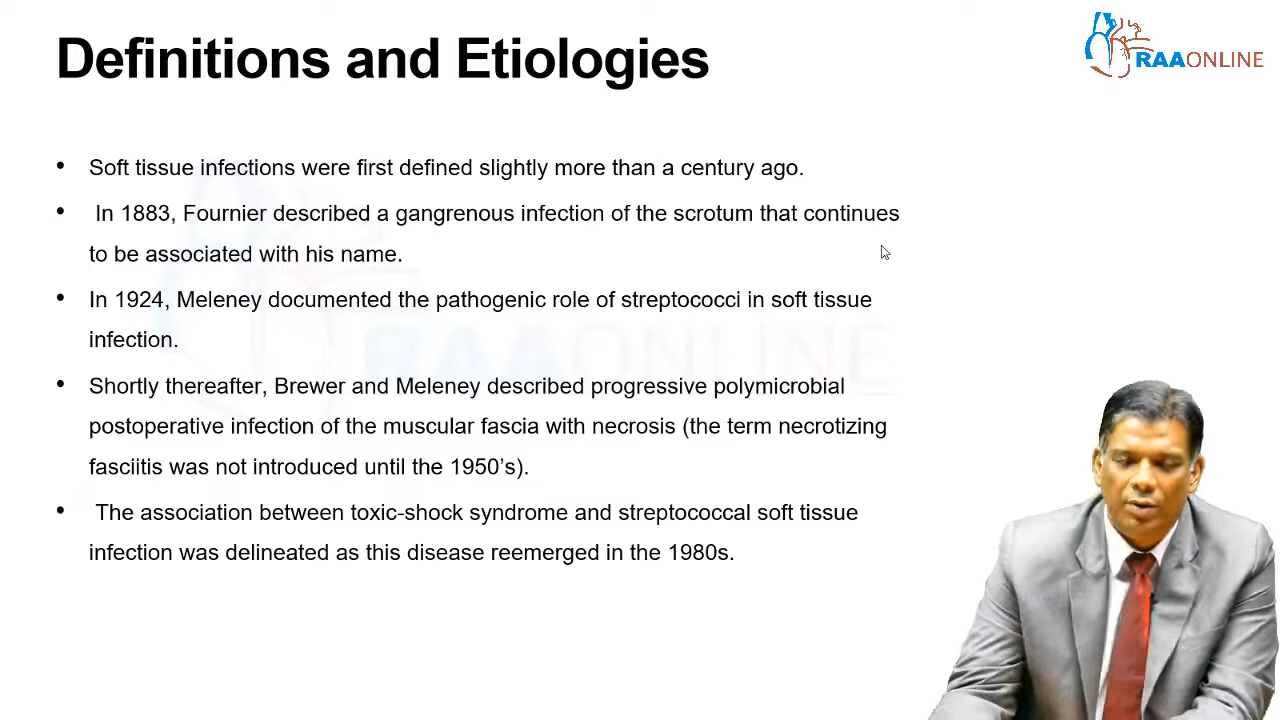 Definitions and Etiologies
RAAONLINE
• Soft tissue infections were first defined slightly more than a century ago.
• In 1883, Fournier described a gangrenous infection of the scrotum that continues
to be associated with his name.
• In 1924, Meleney documented the pathogenic role of streptococci in soft tissue
infection.
• Shortly thereafter, Brewer and Meleney described progressive polymicrobial
postoperative infection of the muscular fascia with necrosis (the term necrotizing
fasciitis was not introduced until the 1950’s).
• The association between toxic-shock syndrome and streptococcal soft tissue
infection was delineated as this disease reemerged in the 1980s.
RAAONLINE